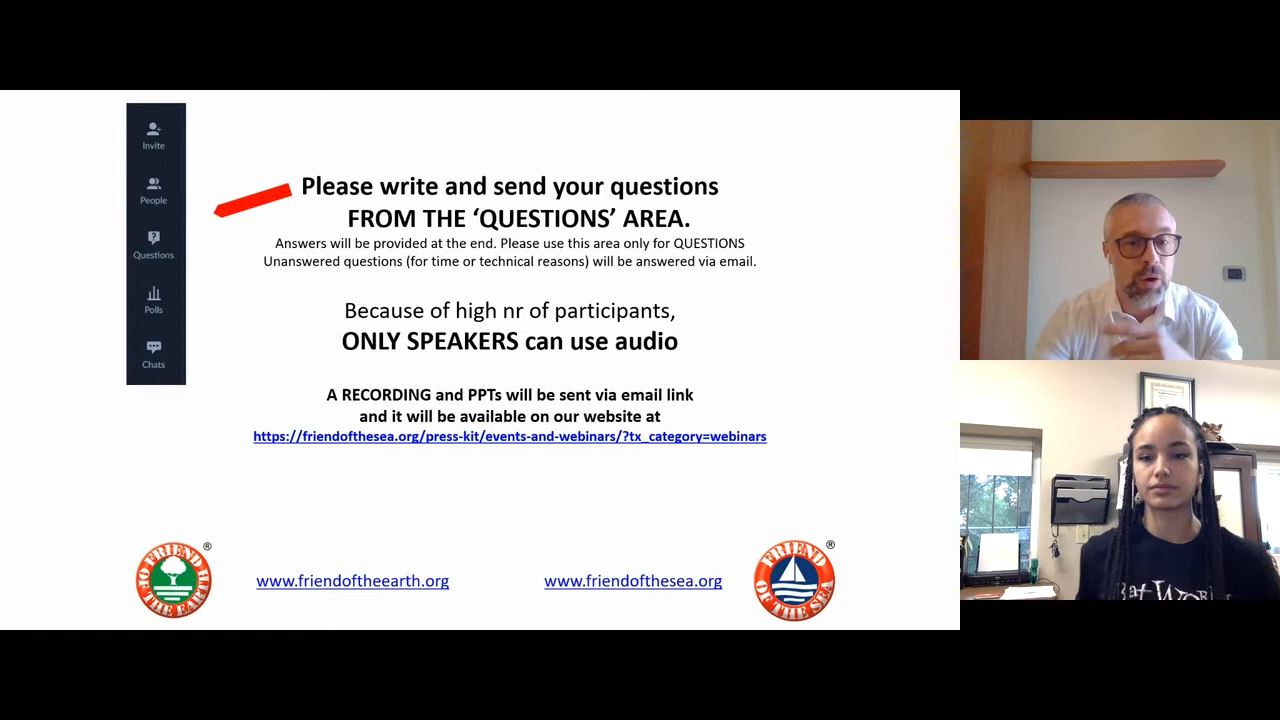 Invite
People
Questions
Polls
Chats
Please write and send your questions
FROM THE ‘QUESTIONS’ AREA.
Answers will be provided at the end. Please use this area only for QUESTIONS
Unanswered questions (for time or technical reasons) will be answered via email.
Because of high nr of participants,
ONLY SPEAKERS can use audio
A RECORDING and PPTs will be sent via email link
and it will be available on our website at
https://friendofthesea.org/press-kit/events-and-webinars/?tx_category=webinars
FRIEND OF THE EARTH ®
www.friendoftheearth.org
www.friendofthesea.org
FRIEND OF THE SEA ®